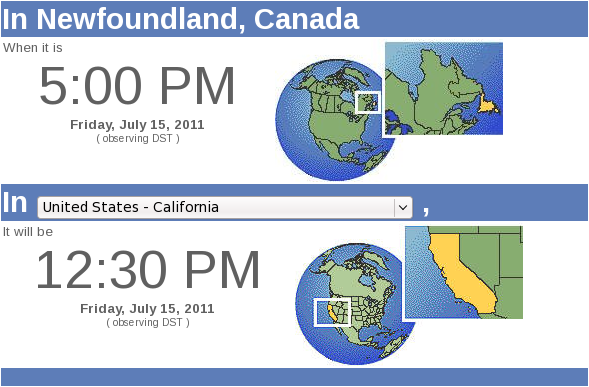 In Newfoundland, Canada
When it is
5:00 PM
Friday, July 15, 2011
( observing DST )
In United States - California ,
It will be
12:30 PM
Friday, July 15, 2011
( observing DST )